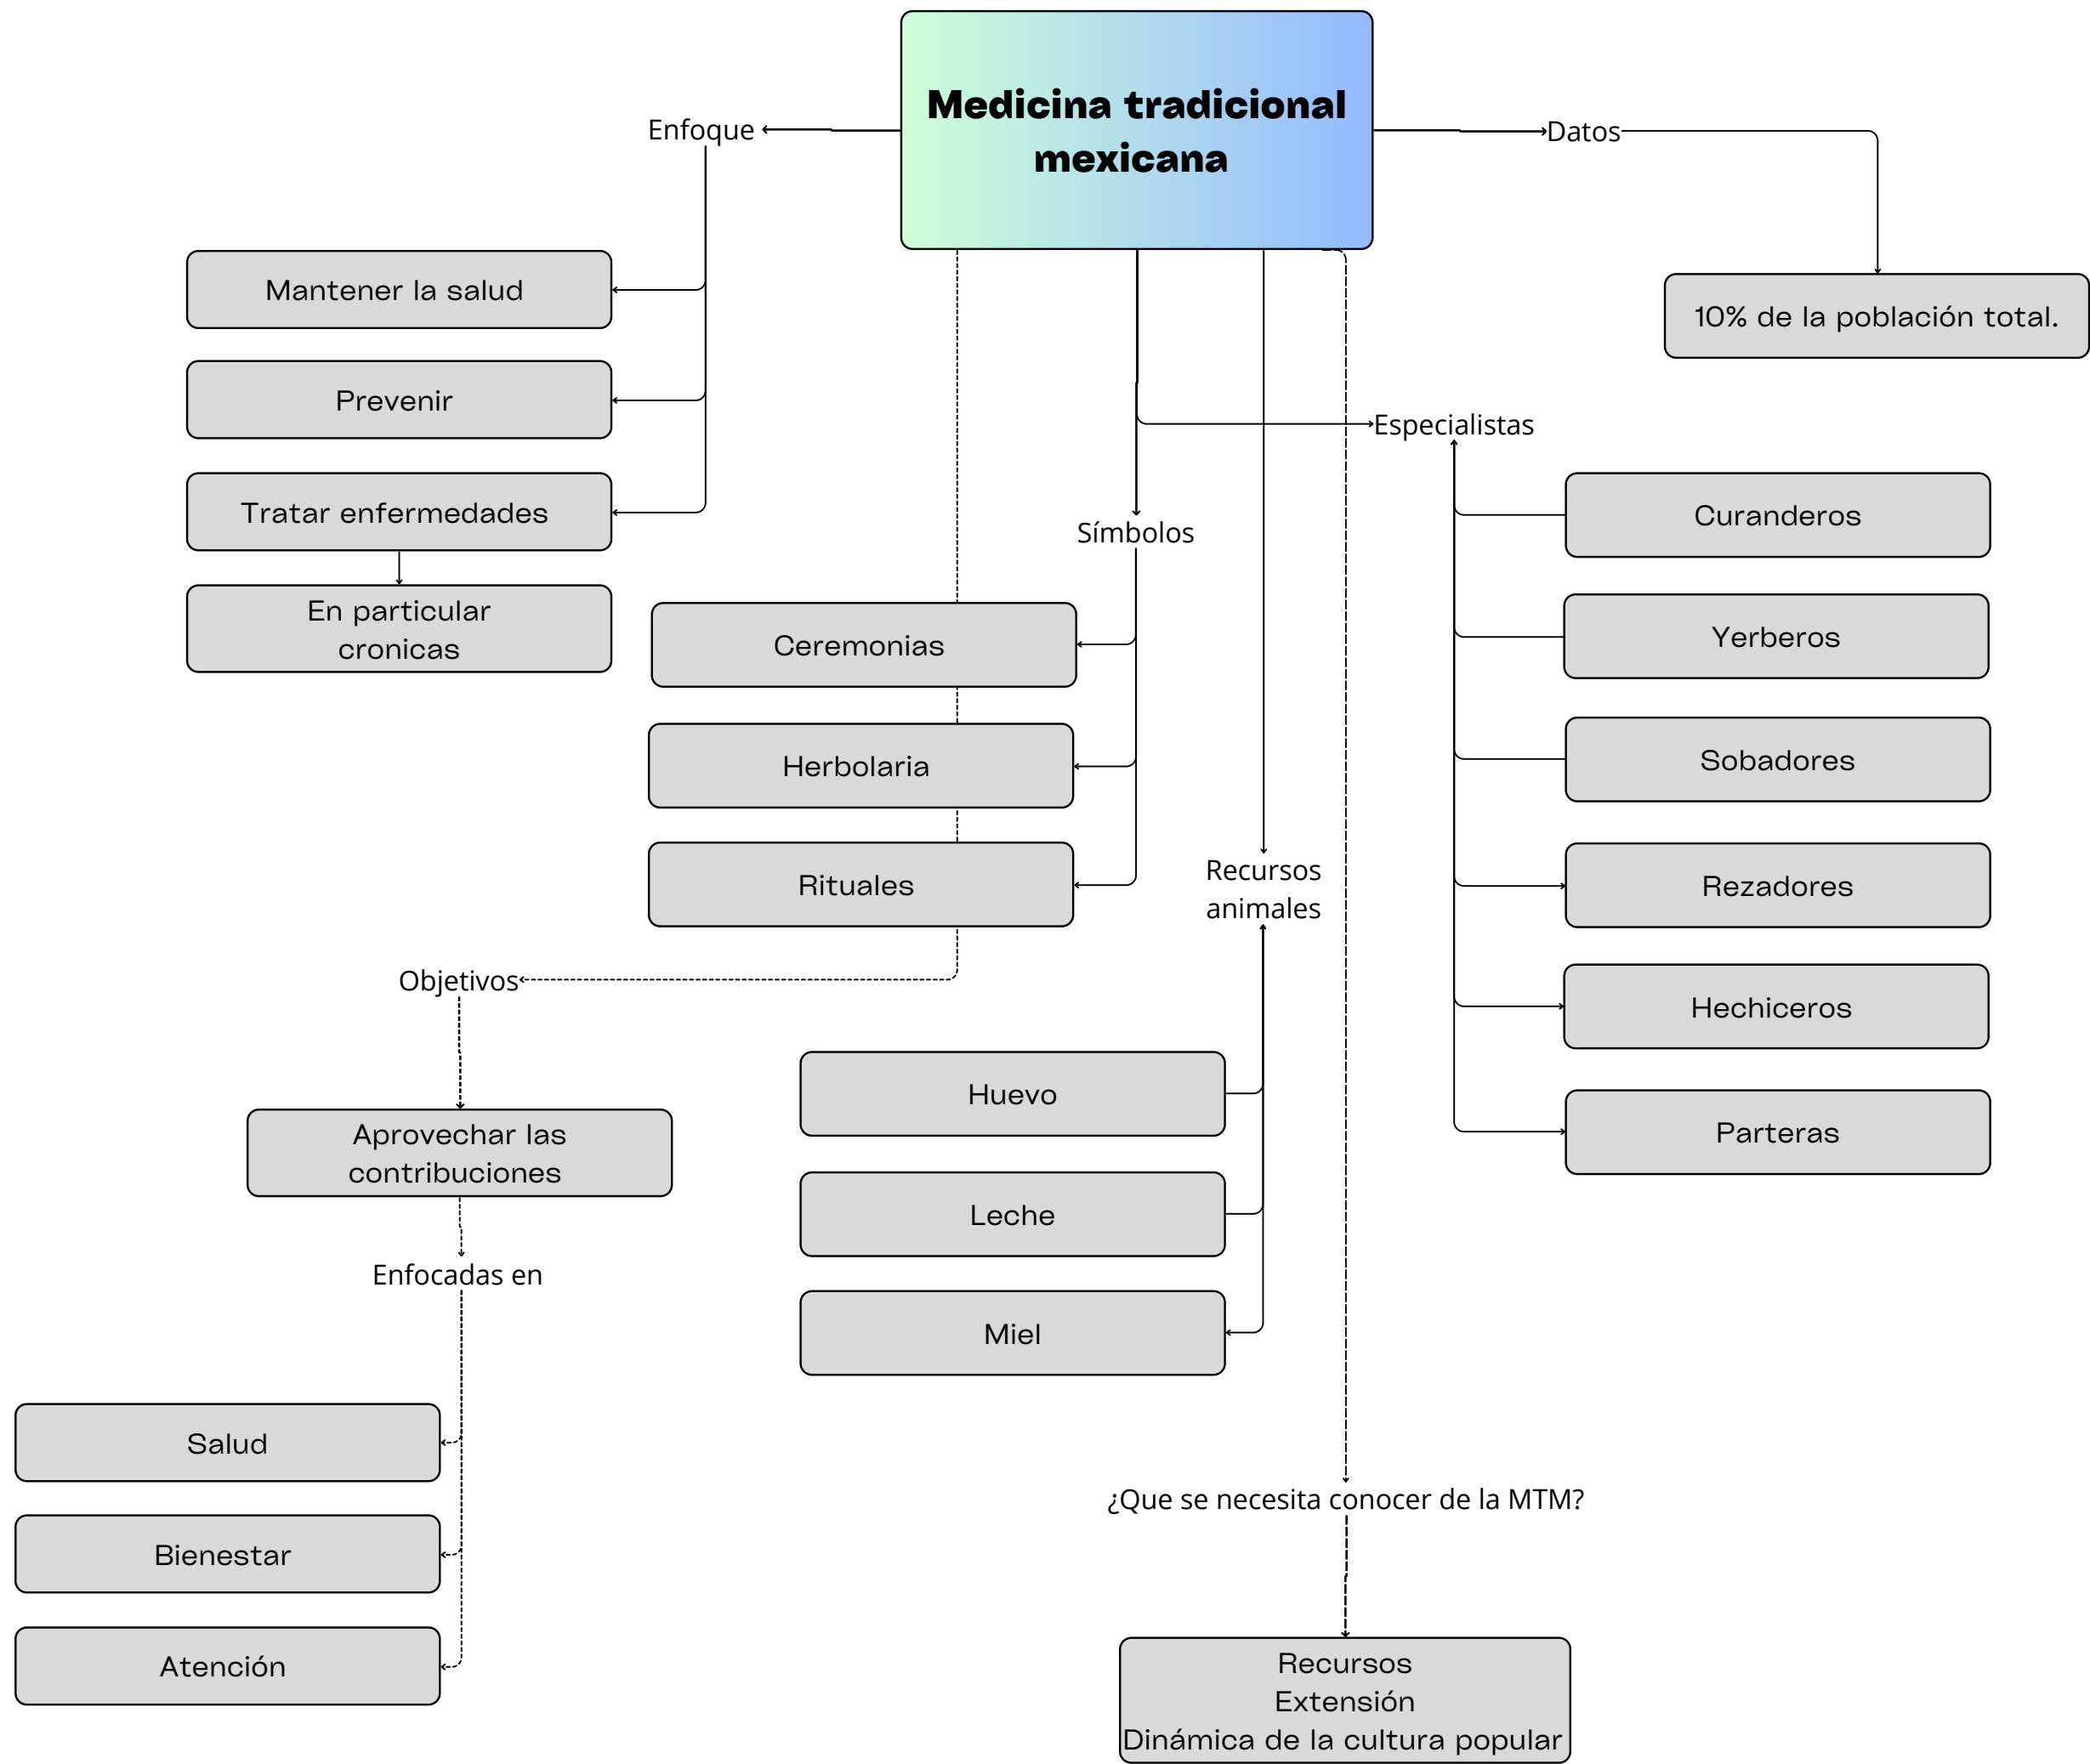 Medicina tradicional
mexicana
Enfoque
Datos
Mantener la salud
10% de la población total.
Prevenir
Especialistas
Tratar enfermedades
Curanderos
Símbolos
En particular
cronicas
Yerberos
Ceremonias
Herbolaria
Sobadores
Rituales
Recursos
animales
Rezadores
Objetivos
Hechiceros
Huevo
Aprovechar las
contribuciones
Parteras
Leche
Enfocadas en
Miel
Salud
¿Que se necesita conocer de la MTM?
Bienestar
Atención
Recursos
Extensión
Dinámica de la cultura popular